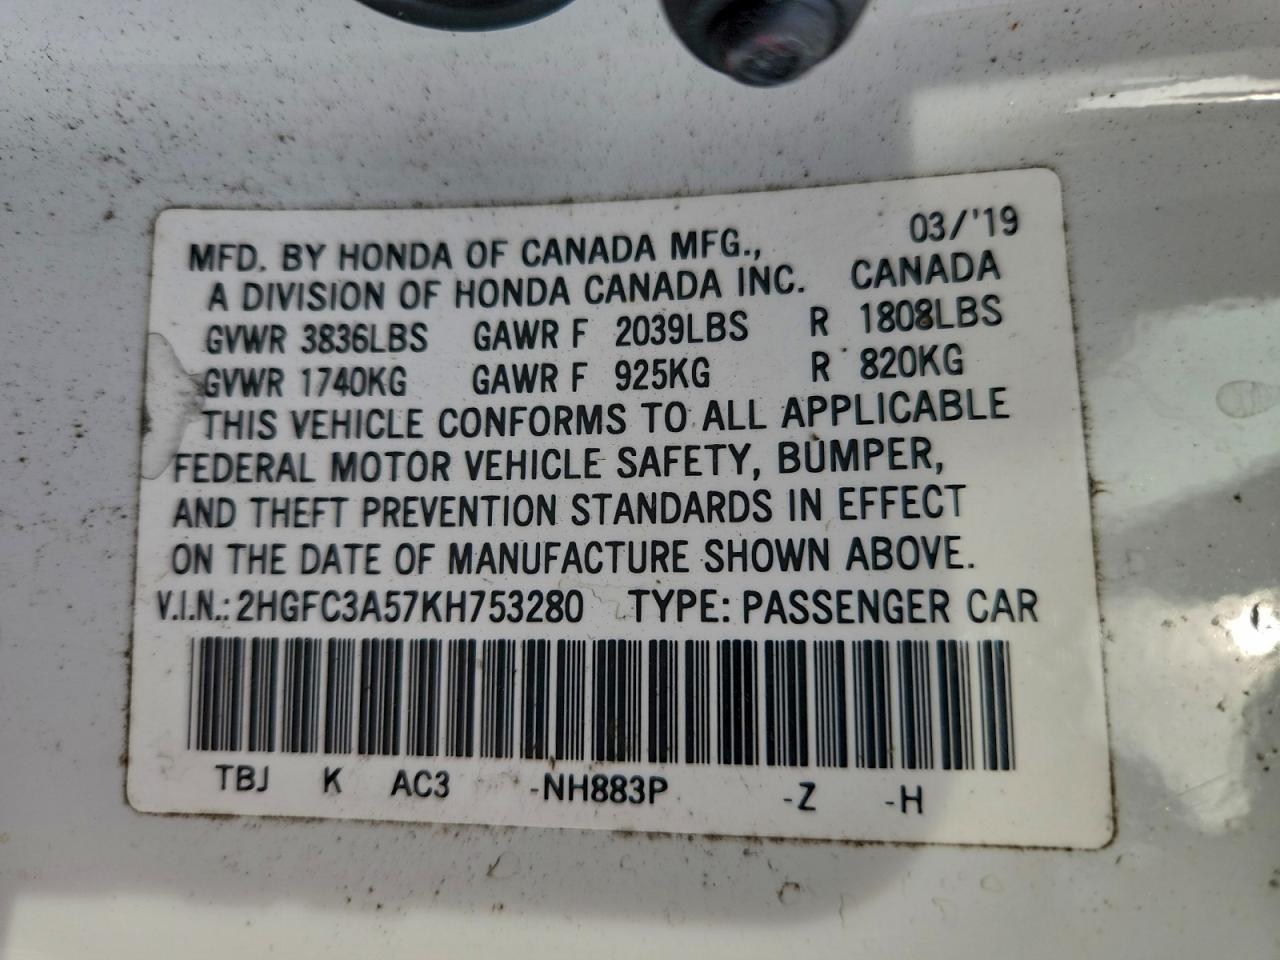 03/'19
MFD. BY HONDA OF CANADA MFG.,
A DIVISION OF HONDA CANADA INC. CANADA
GVWR 3836LBS GAWR F 2039LBS R 1808LBS
GVWR 1740KG GAWR F 925KG R 820KG
THIS VEHICLE CONFORMS TO ALL APPLICABLE
FEDERAL MOTOR VEHICLE SAFETY, BUMPER,
AND THEFT PREVENTION STANDARDS IN EFFECT
ON THE DATE OF MANUFACTURE SHOWN ABOVE.
V.I.N.: 2HGFC3A57KH753280 TYPE: PASSENGER CAR
TBJ K AC3 -NH883P -Z -H